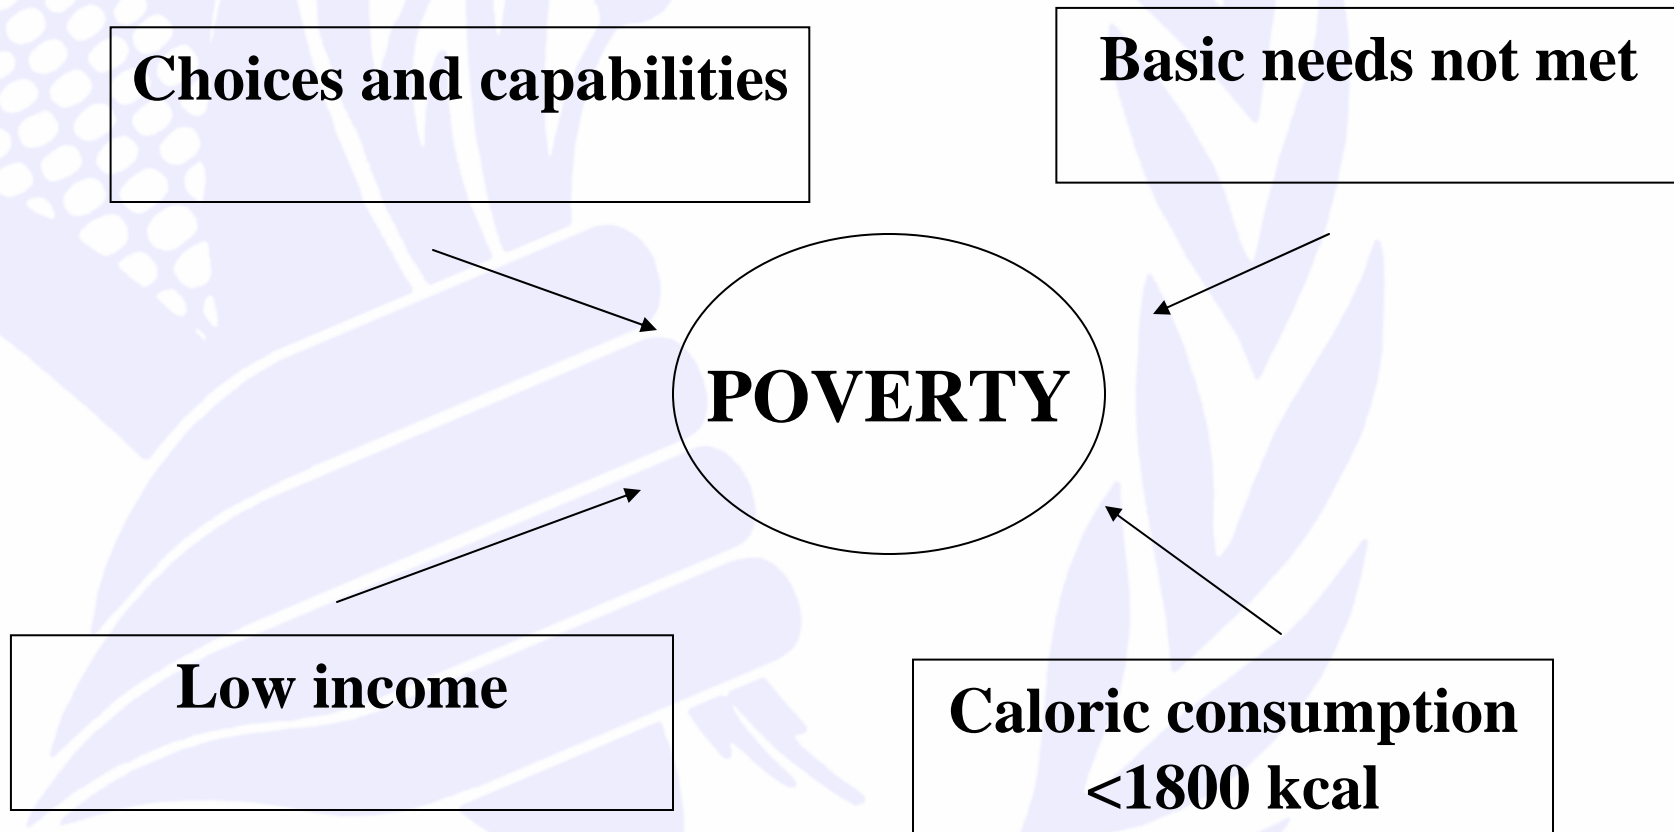 Choices and capabilities
Basic needs not met
POVERTY
Low income
Caloric consumption
<1800 kcal